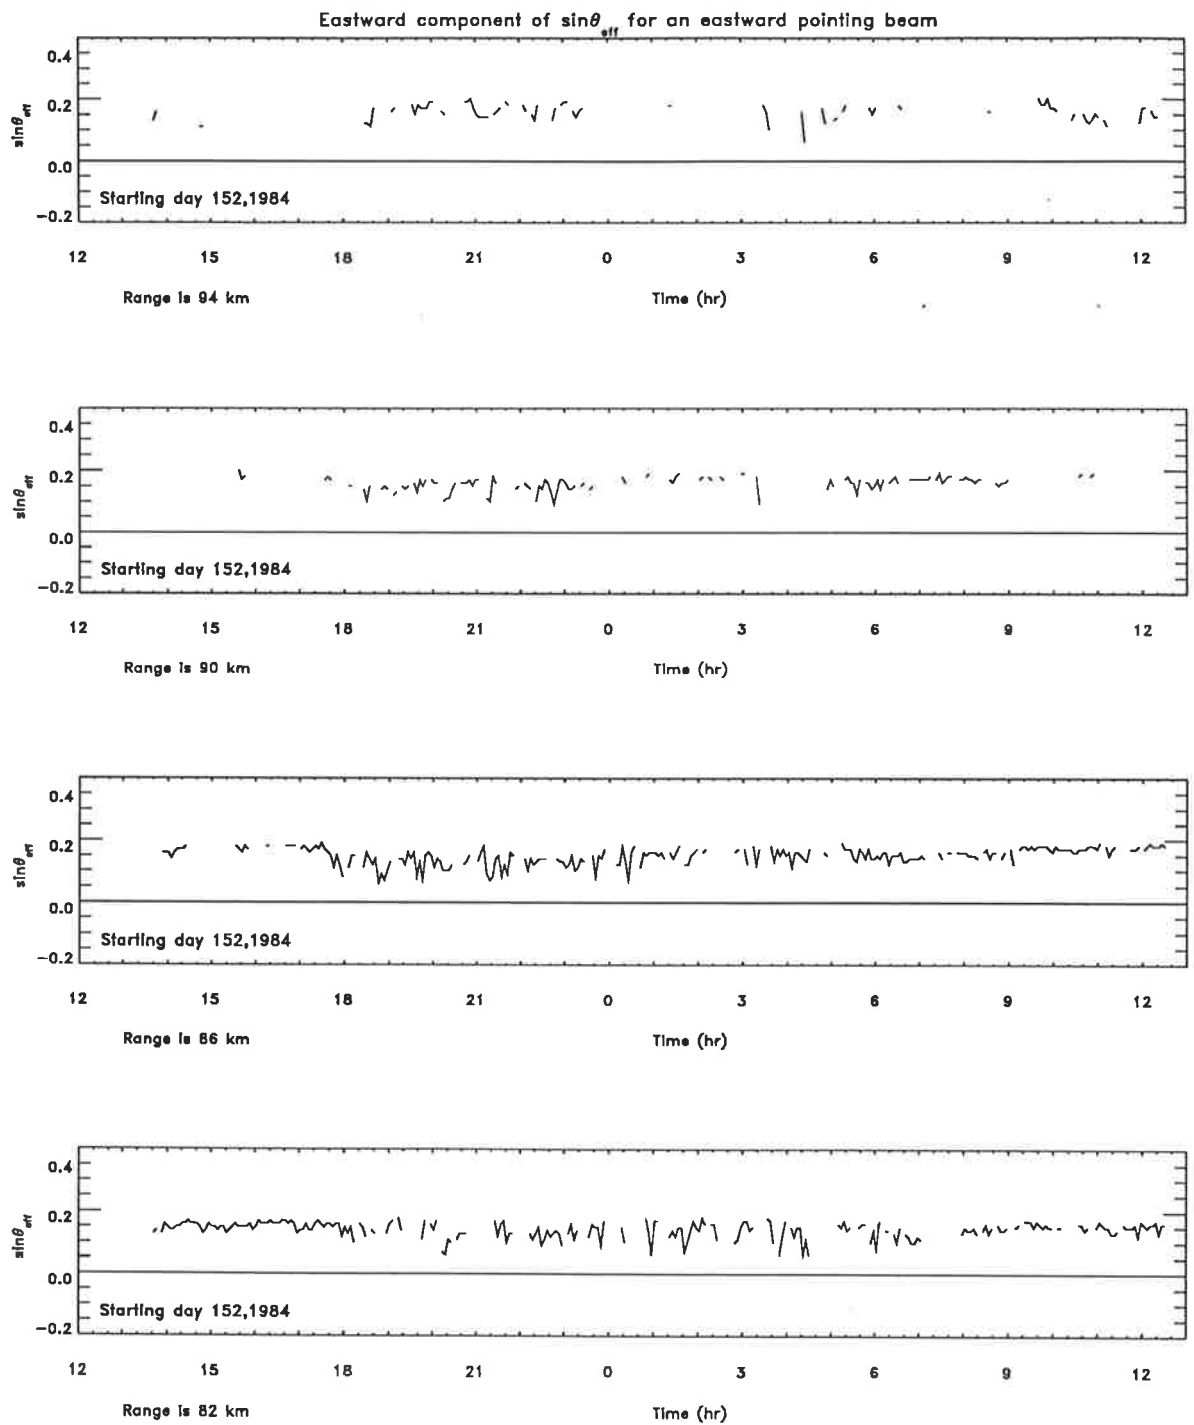 Eastward component of sinθeff for an eastward pointing beam
0.4
0.2
0.0
−0.2
sinθeff
Starting day 152,1984
12 15 18 21 0 3 6 9 12
Range is 94 km Time (hr)
0.4
0.2
0.0
−0.2
sinθeff
Starting day 152,1984
12 15 18 21 0 3 6 9 12
Range is 90 km Time (hr)
0.4
0.2
0.0
−0.2
sinθeff
Starting day 152,1984
12 15 18 21 0 3 6 9 12
Range is 86 km Time (hr)
0.4
0.2
0.0
−0.2
sinθeff
Starting day 152,1984
12 15 18 21 0 3 6 9 12
Range is 82 km Time (hr)